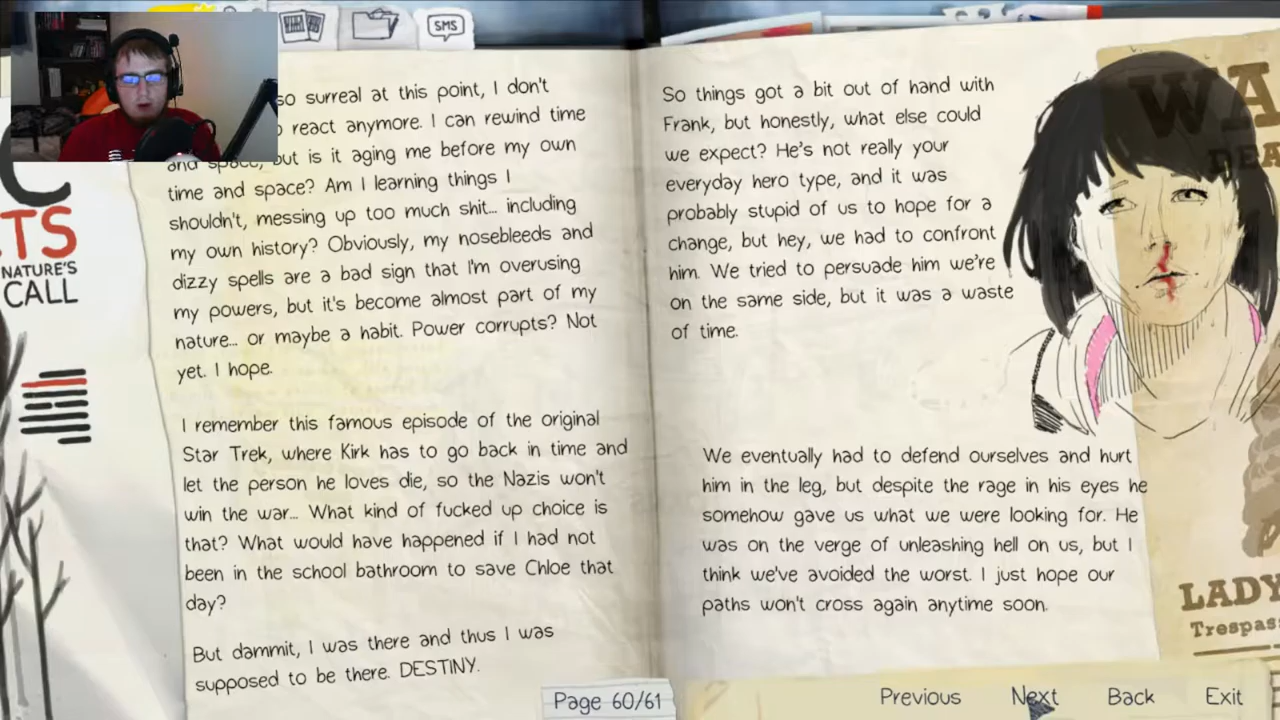 SMS
so surreal at this point, I don't
react anymore. I can rewind time
and space, but is it aging me before my own
time and space? Am I learning things I
shouldn't, messing up too much shit... including
my own history? Obviously, my nosebleeds and
dizzy spells are a bad sign that I'm overusing
my powers, but it's become almost part of my
nature... or maybe a habit. Power corrupts? Not
yet. I hope.
I remember this famous episode of the original
Star Trek, where Kirk has to go back in time and
let the person he loves die, so the Nazis won't
win the war... What kind of fucked up choice is
that? What would have happened if I had not
been in the school bathroom to save Chloe that
day?
But dammit, I was there and thus I was
supposed to be there. DESTINY.
So things got a bit out of hand with
Frank, but honestly, what else could
we expect? He's not really your
everyday hero type, and it was
probably stupid of us to hope for a
change, but hey, we had to confront
him. We tried to persuade him we're
on the same side, but it was a waste
of time.
We eventually had to defend ourselves and hurt
him in the leg, but despite the rage in his eyes he
somehow gave us what we were looking for. He
was on the verge of unleashing hell on us, but I
think we've avoided the worst. I just hope our
paths won't cross again anytime soon.
C
TS
NATURE'S
CALL
WA
DEA
LADY
Trespass
Page 60/61
Previous Next Back Exit